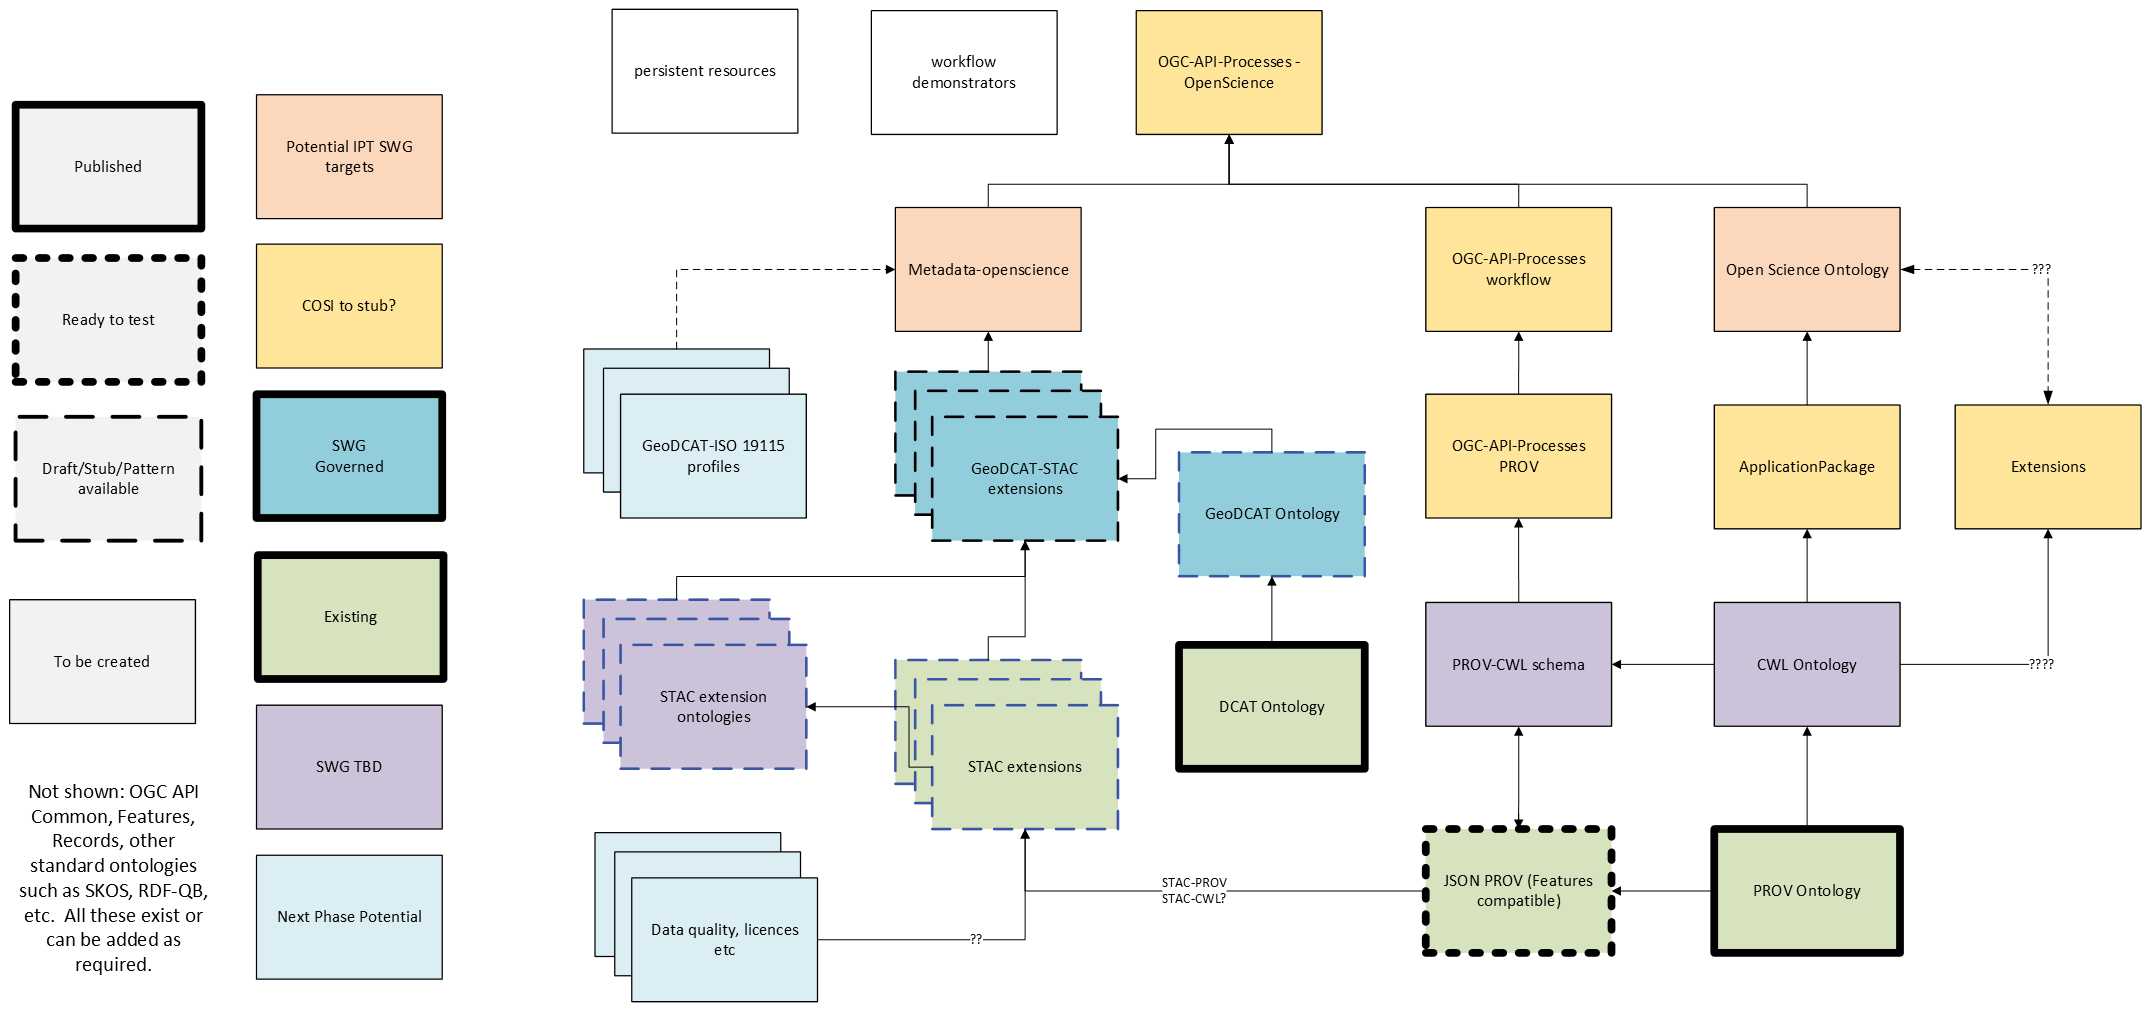 Published
Ready to test
Draft/Stub/Pattern
available
To be created
Not shown: OGC API
Common, Features,
Records, other
standard ontologies
such as SKOS, RDF-QB,
etc.  All these exist or
can be added as
required.
Potential IPT SWG
targets
COSI to stub?
SWG
Governed
Existing
SWG TBD
Next Phase Potential
persistent resources
workflow
demonstrators
OGC-API-Processes -
OpenScience
Metadata-openscience
OGC-API-Processes
workflow
Open Science Ontology
???
GeoDCAT-ISO 19115
profiles
GeoDCAT-STAC
extensions
GeoDCAT Ontology
OGC-API-Processes
PROV
ApplicationPackage
Extensions
STAC extension
ontologies
STAC extensions
DCAT Ontology
PROV-CWL schema
CWL Ontology
????
Data quality, licences
etc
??
STAC-PROV
STAC-CWL?
JSON PROV (Features
compatible)
PROV Ontology